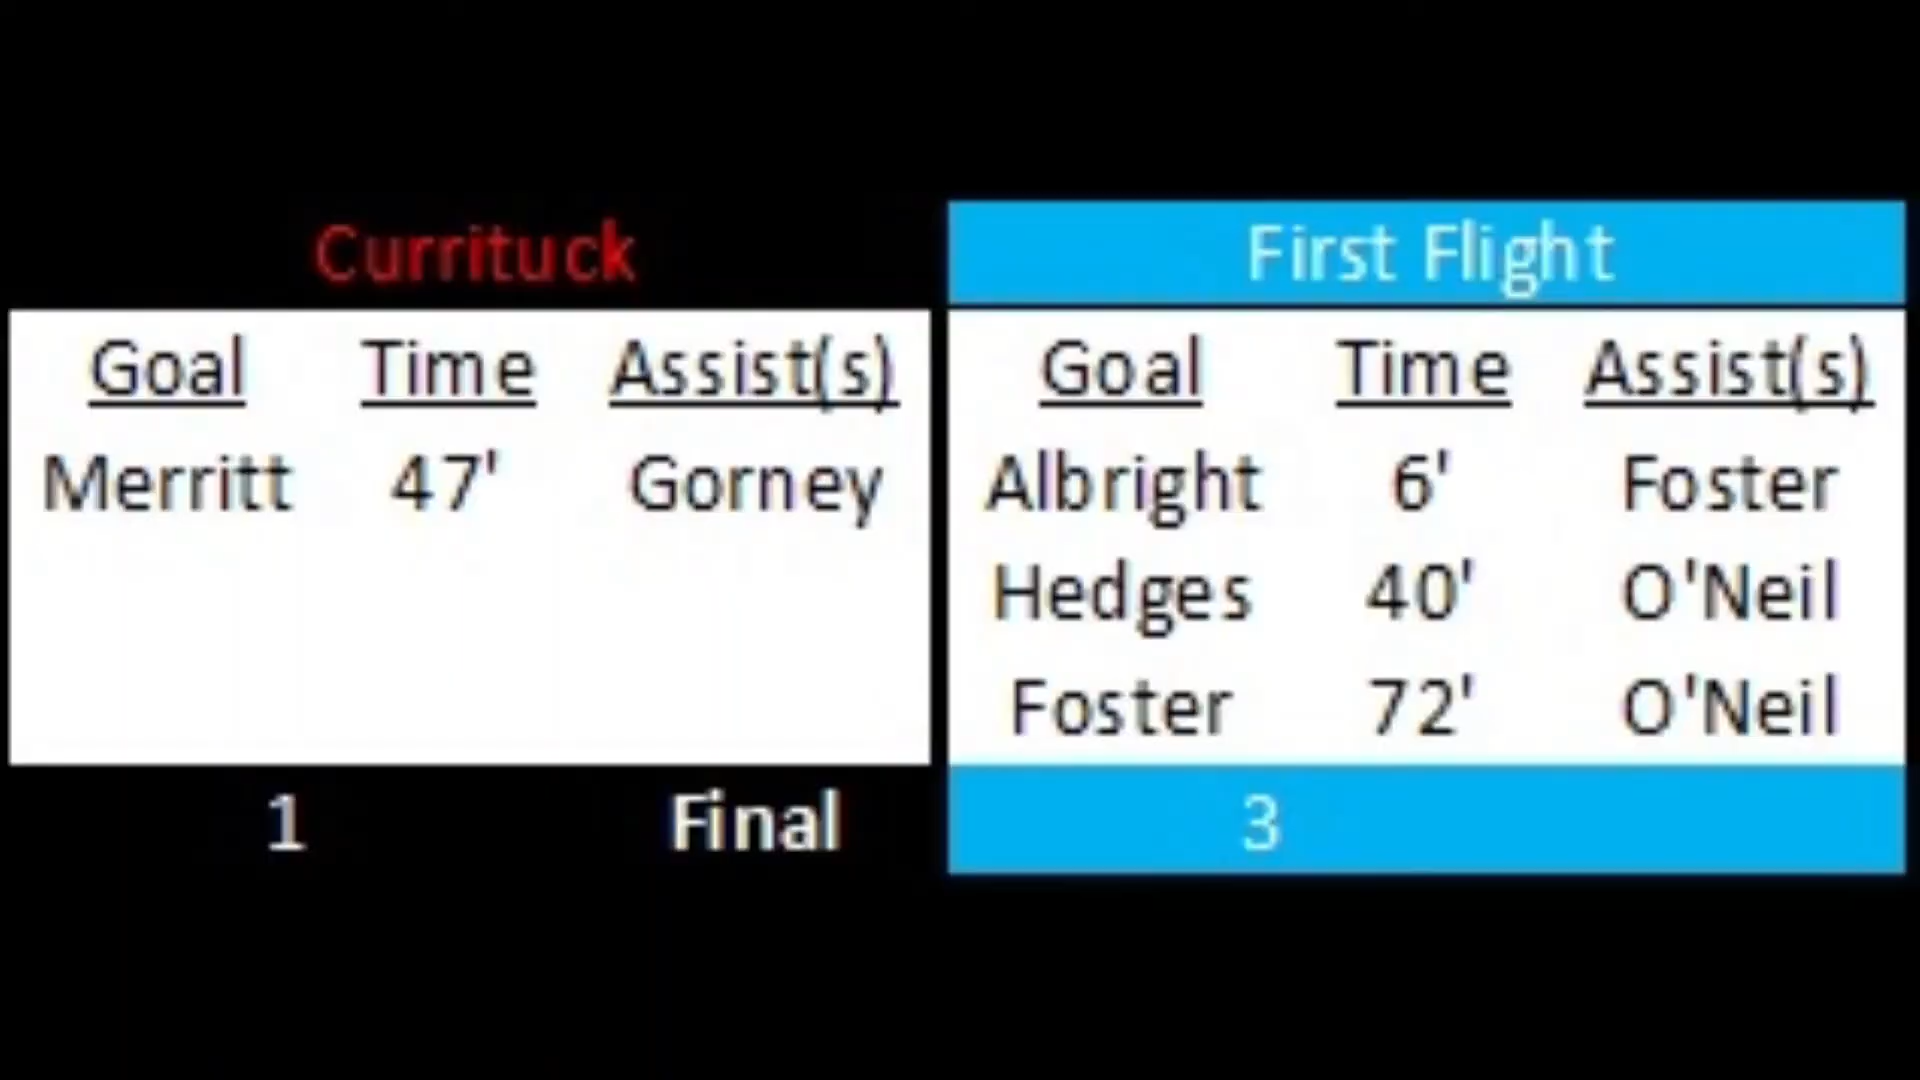 Currituck
Goal Time Assist(s)
Merritt 47' Gorney
1 Final
First Flight
Goal Time Assist(s)
Albright 6' Foster
Hedges 40' O'Neil
Foster 72' O'Neil
3